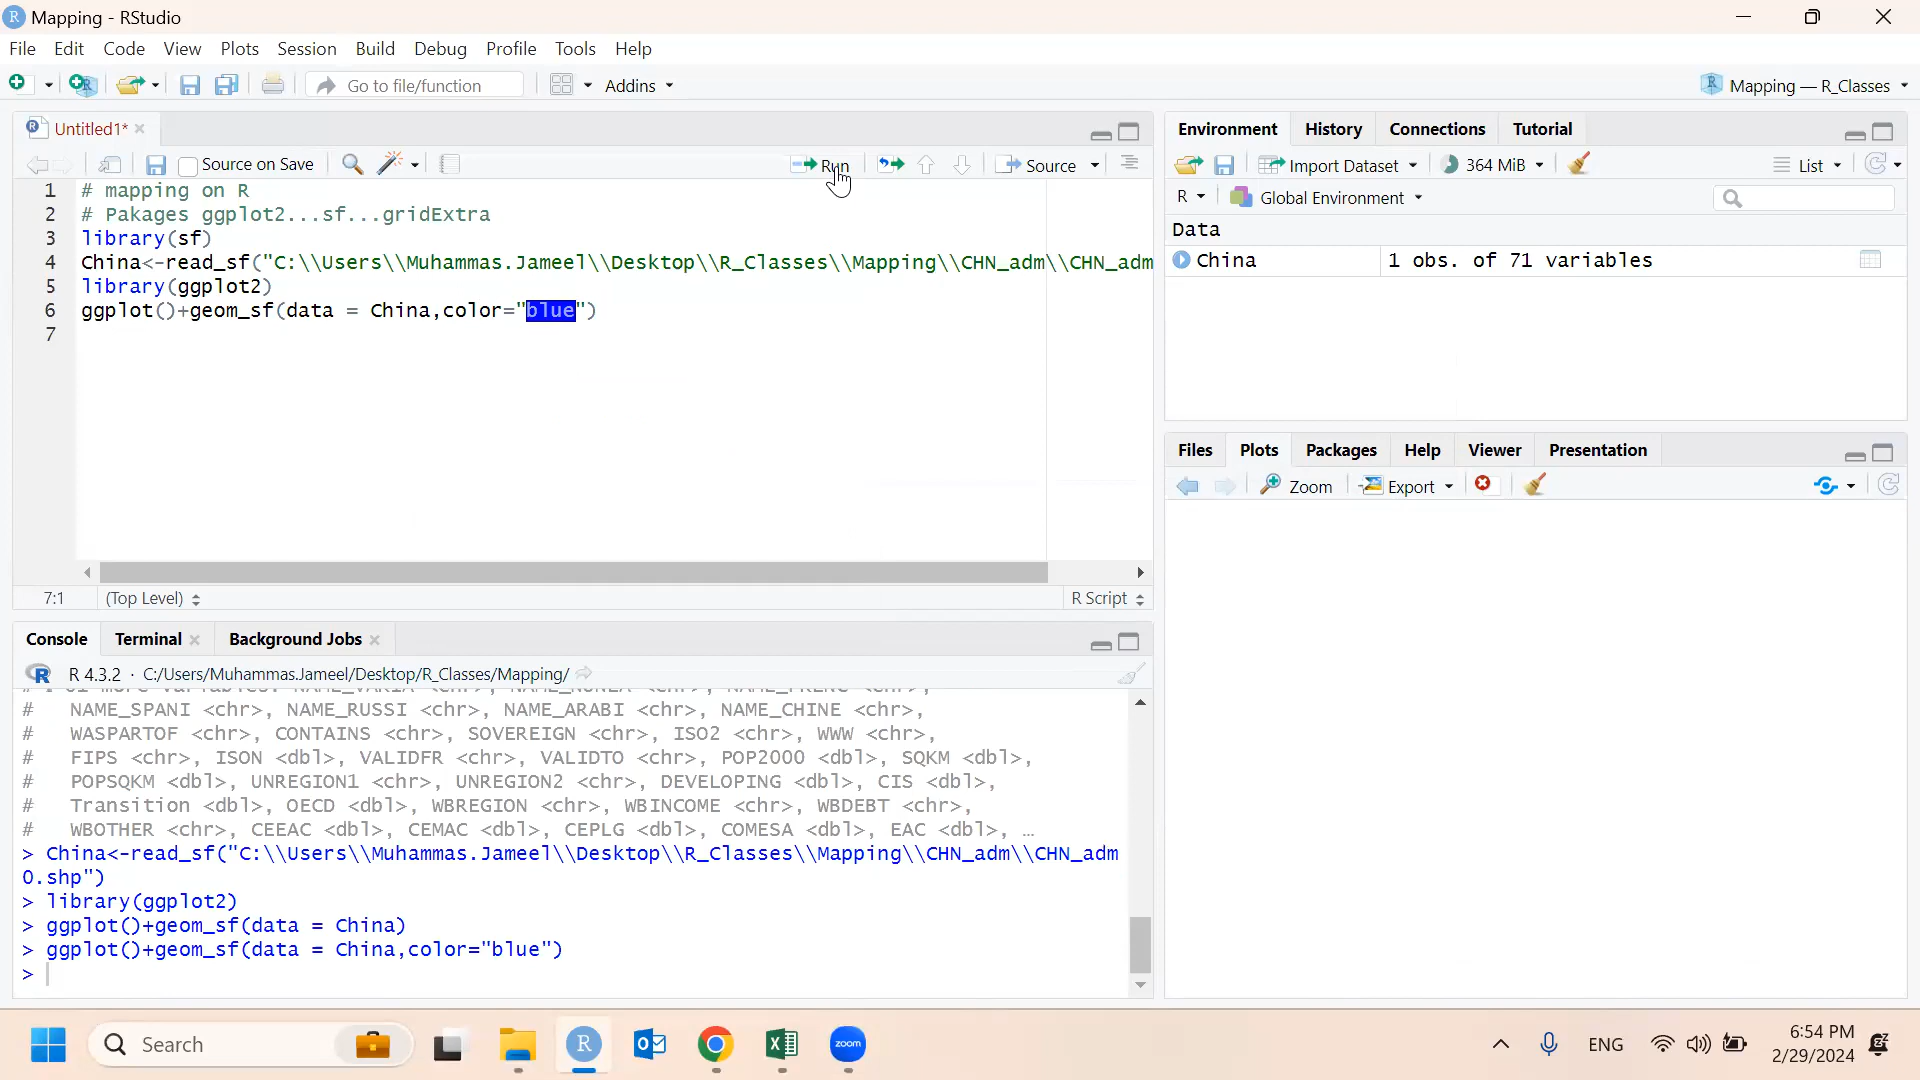 Mapping - RStudio
File Edit Code View Plots Session Build Debug Profile Tools Help
Go to file/function
Addins
Mapping — R_Classes
Untitled1*
Source on Save
Run
Source
1 # mapping on R
2 # Pakages ggplot2...sf...gridExtra
3 library(sf)
4 China<-read_sf("C:\\Users\\Muhammas.Jameel\\Desktop\\R_Classes\\Mapping\\CHN_adm\\CHN_adm
5 library(ggplot2)
6 ggplot()+geom_sf(data = China,color="blue")
7
7:1 (Top Level)
R Script
Console Terminal Background Jobs
R 4.3.2 · C:/Users/Muhammas.Jameel/Desktop/R_Classes/Mapping/
# NAME_SPANI <chr>, NAME_RUSSI <chr>, NAME_ARABI <chr>, NAME_CHINE <chr>,
# WASPARTOF <chr>, CONTAINS <chr>, SOVEREIGN <chr>, ISO2 <chr>, WWW <chr>,
# FIPS <chr>, ISON <dbl>, VALIDFR <chr>, VALIDTO <chr>, POP2000 <dbl>, SQKM <dbl>,
# POPSQKM <dbl>, UNREGION1 <chr>, UNREGION2 <chr>, DEVELOPING <dbl>, CIS <dbl>,
# Transition <dbl>, OECD <dbl>, WBREGION <chr>, WBINCOME <chr>, WBDEBT <chr>,
# WBOTHER <chr>, CEEAC <dbl>, CEMAC <dbl>, CEPLG <dbl>, COMESA <dbl>, EAC <dbl>, …
> China<-read_sf("C:\\Users\\Muhammas.Jameel\\Desktop\\R_Classes\\Mapping\\CHN_adm\\CHN_adm
0.shp")
> library(ggplot2)
> ggplot()+geom_sf(data = China)
> ggplot()+geom_sf(data = China,color="blue")
>
Environment History Connections Tutorial
Import Dataset
364 MiB
List
R
Global Environment
Data
China 1 obs. of 71 variables
Files Plots Packages Help Viewer Presentation
Zoom
Export
Search
zoom
ENG
6:54 PM
2/29/2024